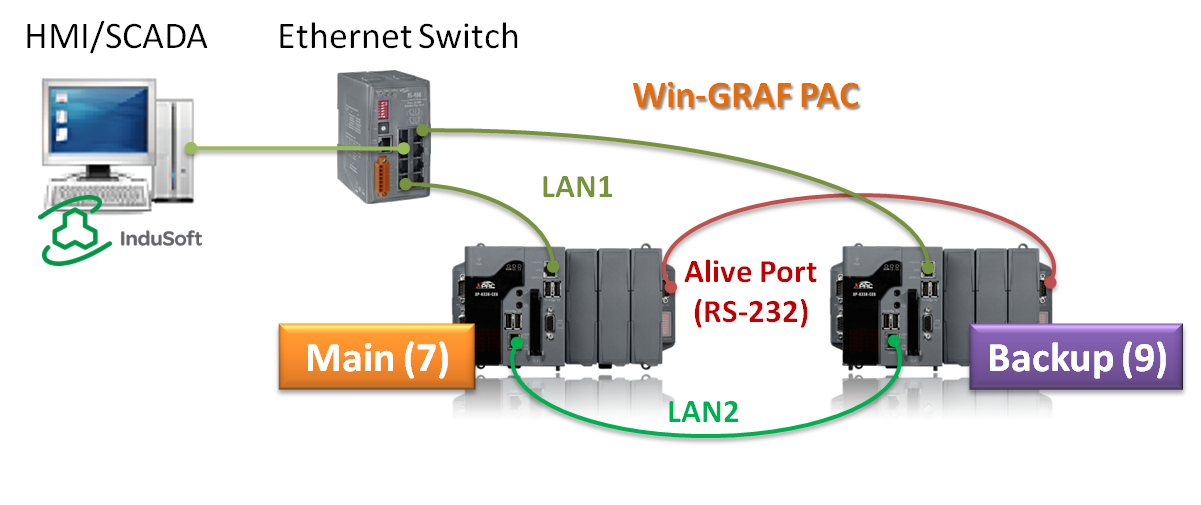 HMI/SCADA
Ethernet Switch
Win-GRAF PAC
LAN1
InduSoft
Alive Port
(RS-232)
Main (7)
Backup (9)
LAN2